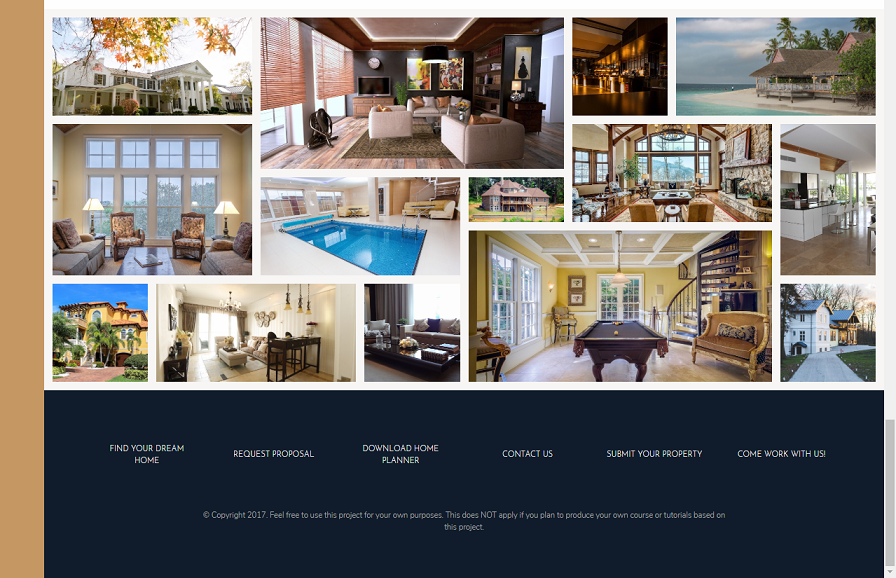 FIND YOUR DREAM
HOME
REQUEST PROPOSAL
DOWNLOAD HOME
PLANNER
CONTACT US
SUBMIT YOUR PROPERTY
COME WORK WITH US!
© Copyright 2017. Feel free to use this project for your own purposes. This does NOT apply if you plan to produce your own course or tutorials based on
this project.